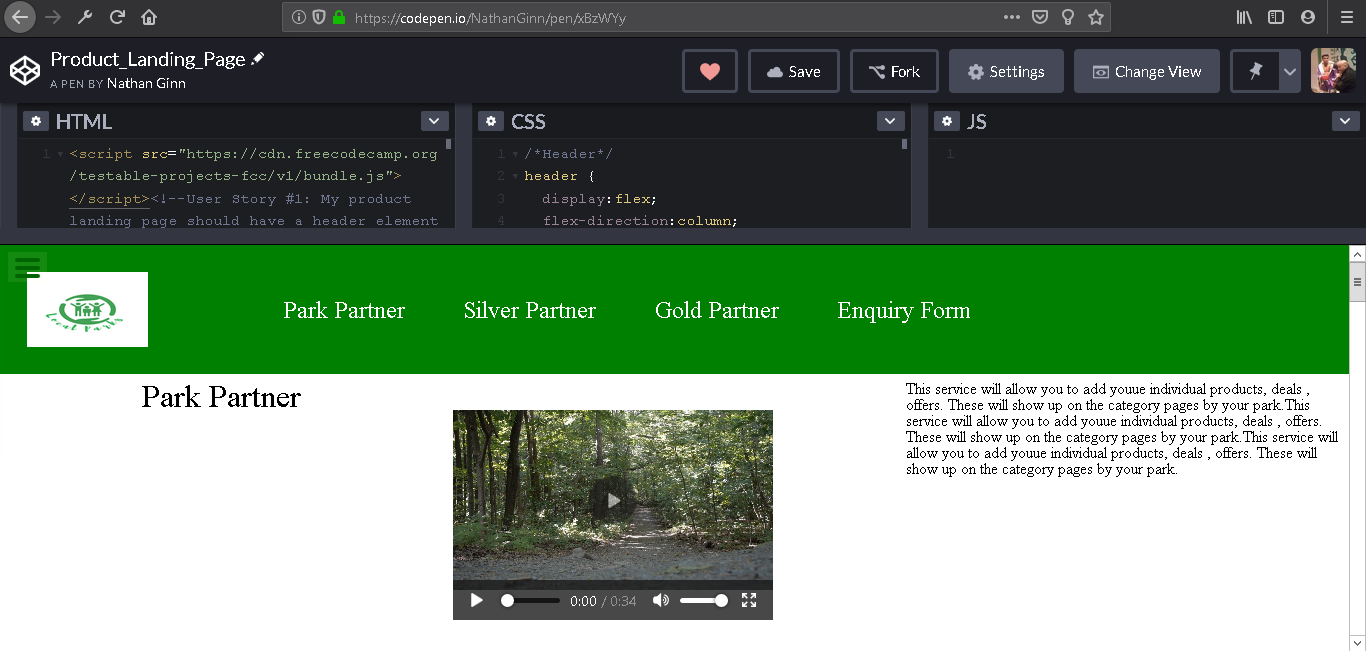 https://codepen.io/NathanGinn/pen/xBzWYy
Product_Landing_Page
A PEN BY Nathan Ginn
Save
Fork
Settings
Change View
HTML
1 <script src="https://cdn.freecodecamp.org
/testable-projects-fcc/v1/bundle.js">
</script><!--User Story #1: My product
landing page should have a header element
CSS
1 /*Header*/
2 header {
3 display:flex;
4 flex-direction:column;
JS
1
Park Partner
Silver Partner
Gold Partner
Enquiry Form
Park Partner
0:00 / 0:34
This service will allow you to add youue individual products, deals ,
offers. These will show up on the category pages by your park.This
service will allow you to add youue individual products, deals , offers.
These will show up on the category pages by your park.This service will
allow you to add youue individual products, deals , offers. These will
show up on the category pages by your park.